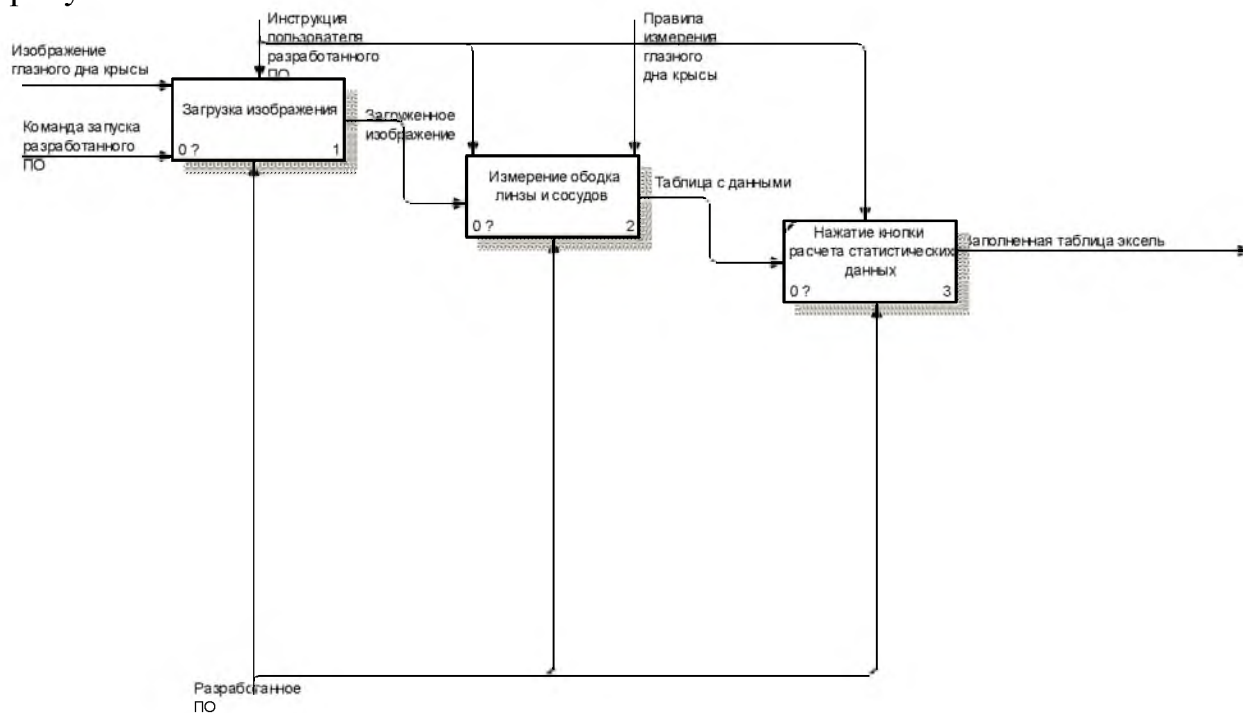 Инструкция
пользователя
разработанного
ПО
Правила
измерения
глазного
дна крысы
Изображение
глазного дна крысы
Команда запуска
разработанного
ПО
Загрузка изображения
0 ?
1
Загруженное
изображение
Измерение ободка
линзы и сосудов
0 ?
2
Таблица с данными
Нажатие кнопки
расчета статистических
данных
0 ?
3
Заполненная таблица эксель
Разработанное
ПО